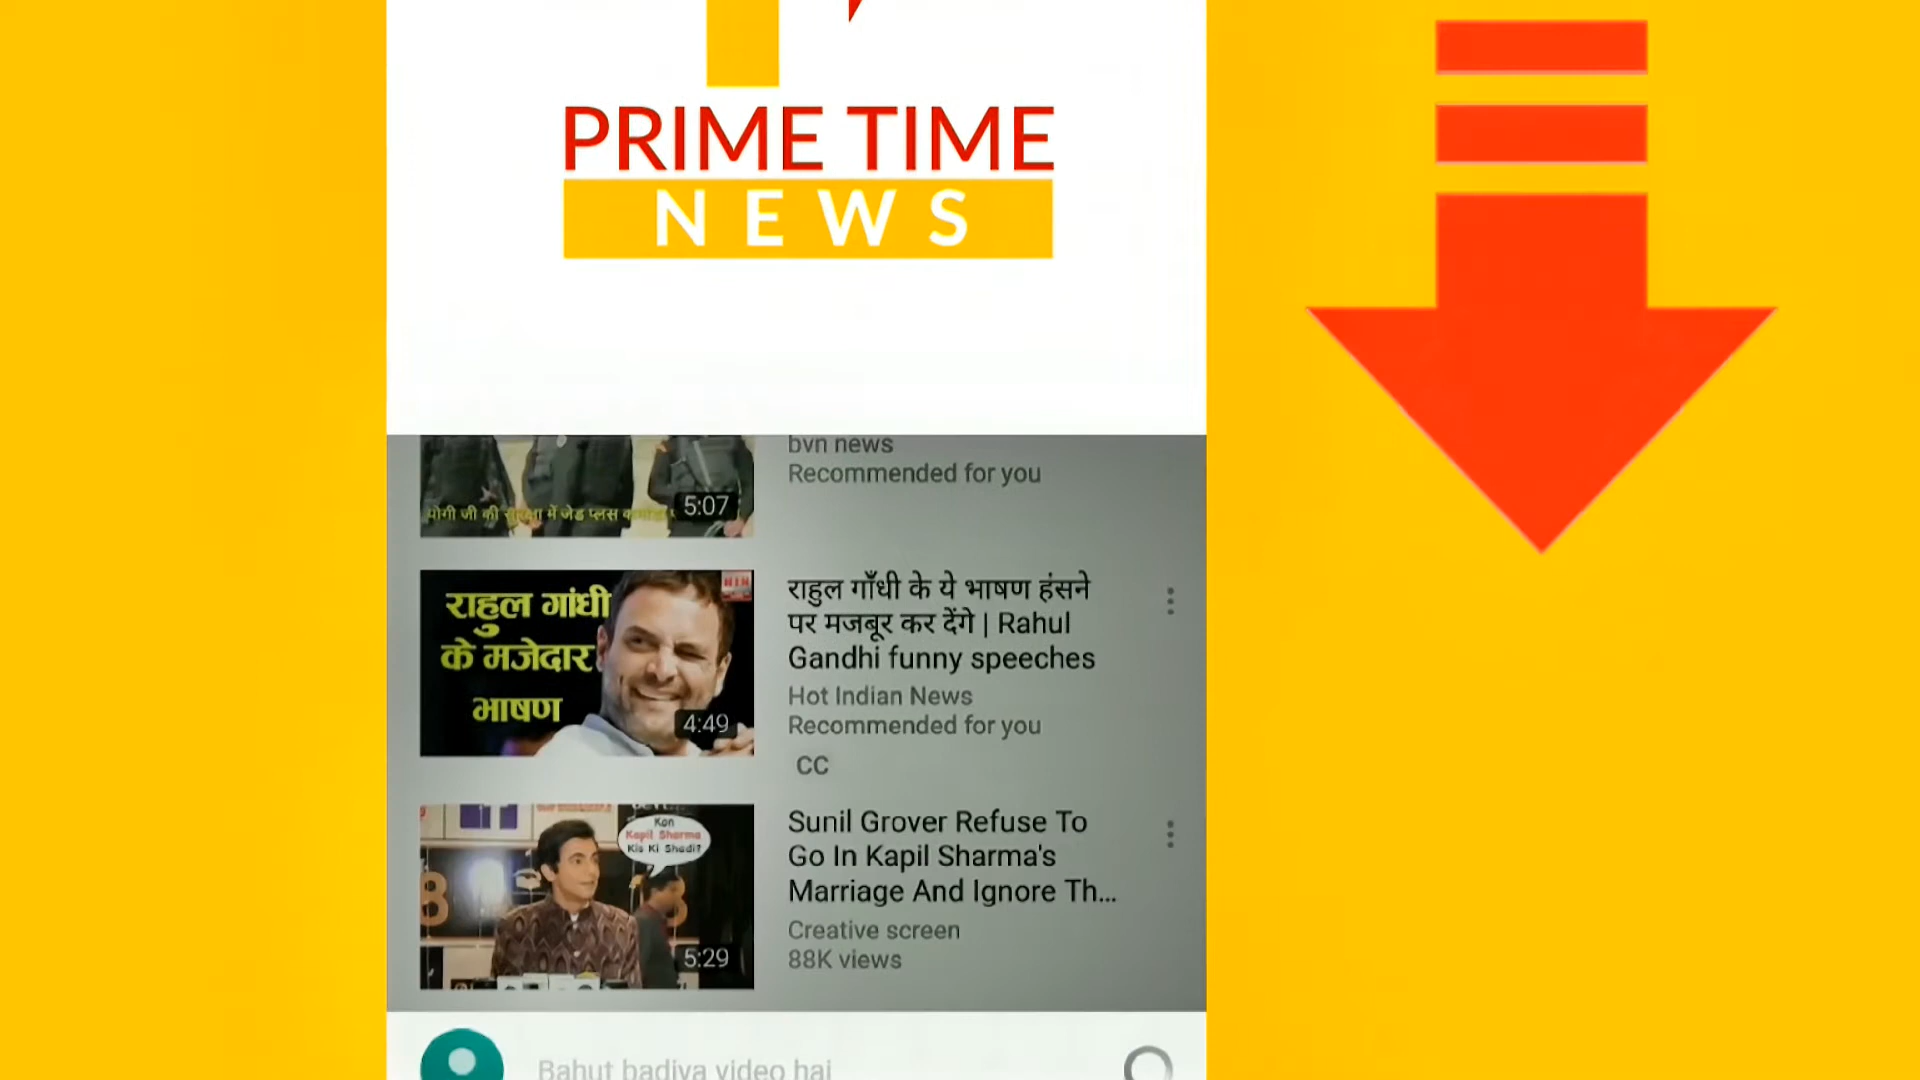 PRIME TIME
NEWS
bvn news
Recommended for you
योगी जी की सुरक्षा में जेड प्लस
5:07
राहुल गांधी
के मजेदार
भाषण
4:49
राहुल गाँधी के ये भाषण हंसने
पर मजबूर कर देंगे | Rahul
Gandhi funny speeches
Hot Indian News
Recommended for you
CC
Kon
Kapil Sharma
Kis Ki Shadi?
5:29
Sunil Grover Refuse To
Go In Kapil Sharma's
Marriage And Ignore Th...
Creative screen
88K views
Bahut badiya video hai